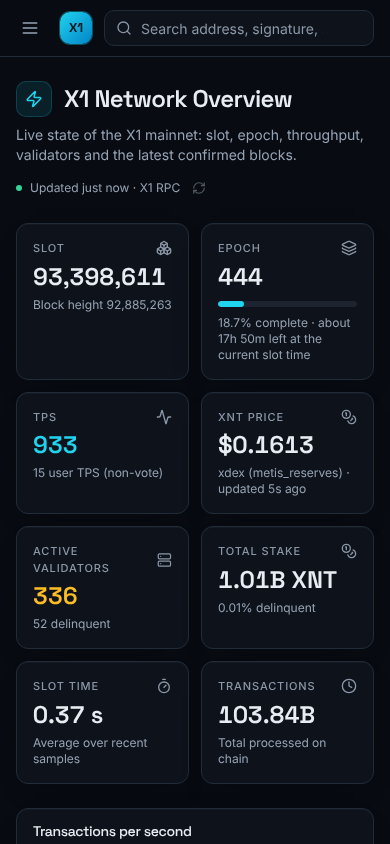 X1
Search address, signature,
X1 Network Overview
Live state of the X1 mainnet: slot, epoch, throughput,
validators and the latest confirmed blocks.
Updated just now · X1 RPC
SLOT
93,398,611
Block height 92,885,263
EPOCH
444
18.7% complete · about
17h 50m left at the
current slot time
TPS
933
15 user TPS (non-vote)
XNT PRICE
$0.1613
xdex (metis_reserves) ·
updated 5s ago
ACTIVE
VALIDATORS
336
52 delinquent
TOTAL STAKE
1.01B XNT
0.01% delinquent
SLOT TIME
0.37 s
Average over recent
samples
TRANSACTIONS
103.84B
Total processed on
chain
Transactions per second